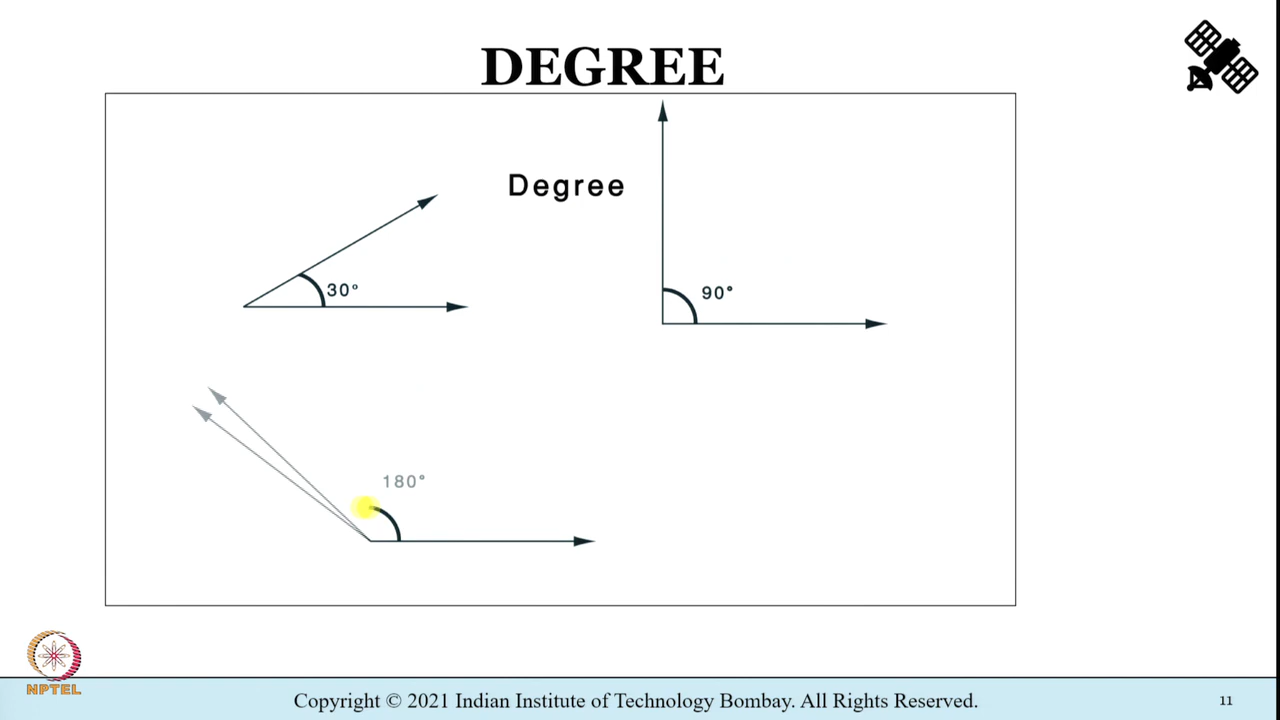 DEGREE
Degree
30°
90°
180°
NPTEL
Copyright © 2021 Indian Institute of Technology Bombay. All Rights Reserved.
11